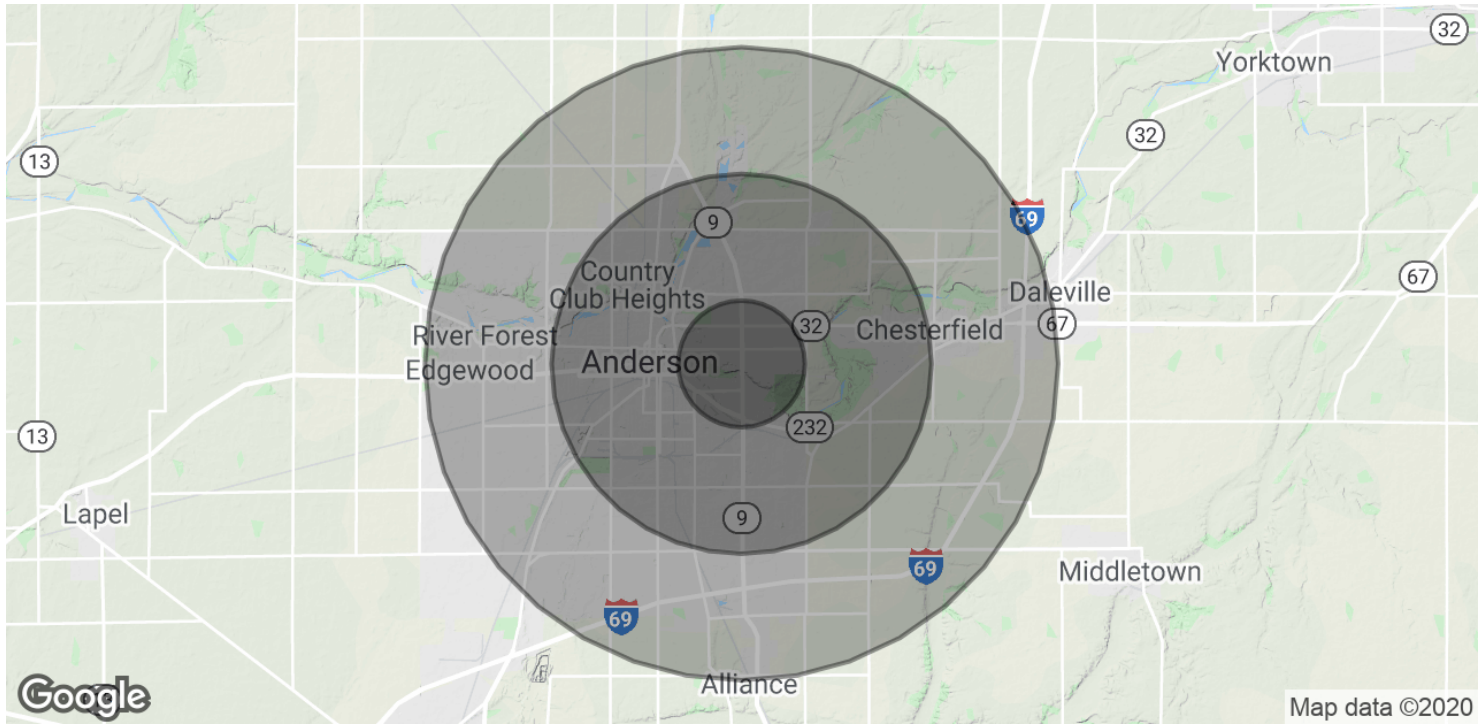 32
Yorktown
32
13
9
69
Country
Club Heights
67
Daleville
32
67
Chesterfield
River Forest
Anderson
Edgewood
232
13
Lapel
9
69
Middletown
69
Alliance
Google
Map data ©2020